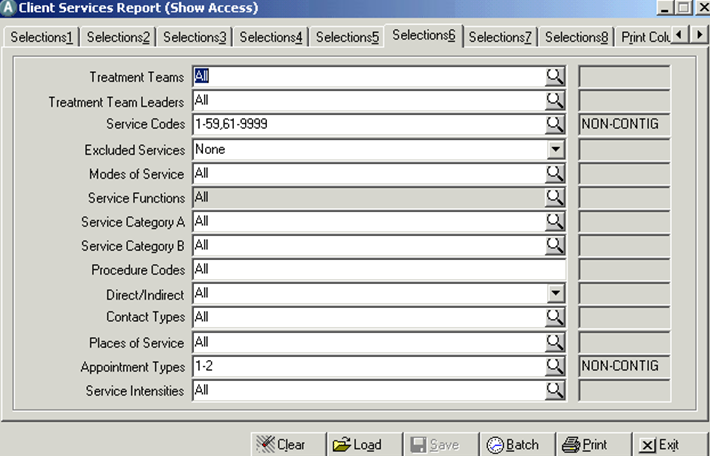 A Client Services Report (Show Access)
Selections1 Selections2 Selections3 Selections4 Selections5 Selections6 Selections7 Selections8 Print Colu
Treatment Teams All
Treatment Team Leaders All
Service Codes 1-59,61-9999 NON-CONTIG
Excluded Services None
Modes of Service All
Service Functions All
Service Category A All
Service Category B All
Procedure Codes All
Direct/Indirect All
Contact Types All
Places of Service All
Appointment Types 1-2 NON-CONTIG
Service Intensities All
Clear Load Save Batch Print Exit